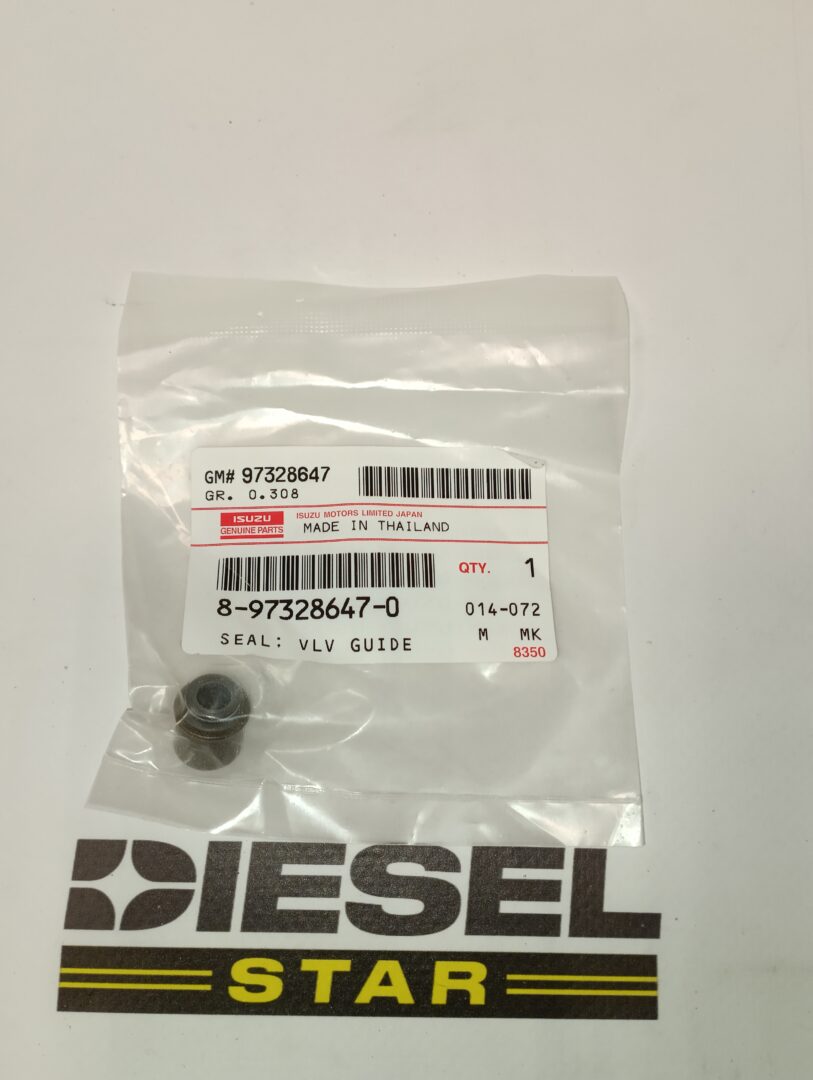 GM# 97328647
GR. 0.308
ISUZU
GENUINE PARTS
ISUZU MOTORS LIMITED JAPAN
MADE IN THAILAND
QTY. 1
8-97328647-0
014-072
SEAL: VLV GUIDE
M MK
8350
DIESEL
STAR